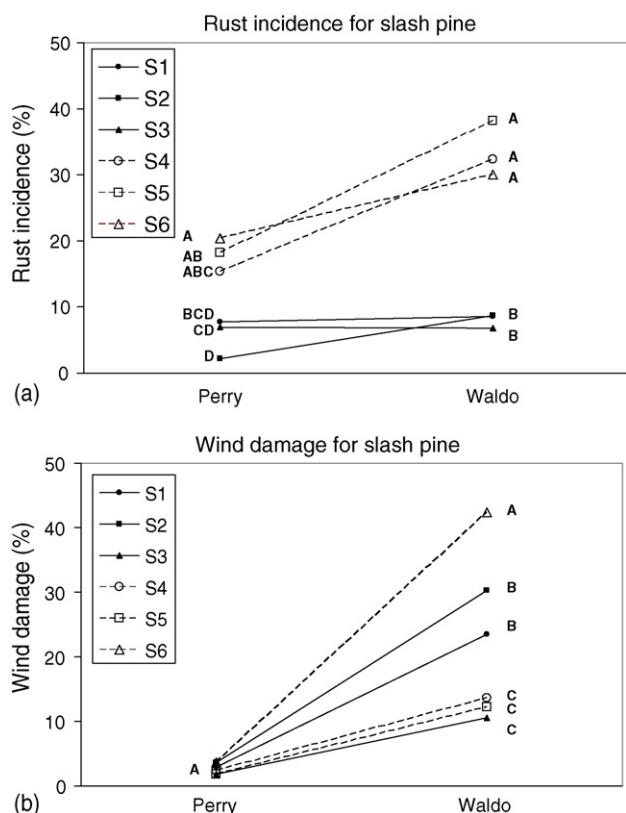 Rust incidence for slash pine
50
40
30
20
10
0
Rust incidence (%)
S1
S2
S3
S4
S5
S6
A
AB
ABC
BCD
CD
D
A
A
A
B
B
Perry Waldo
(a)
Wind damage for slash pine
50
40
30
20
10
0
Wind damage (%)
S1
S2
S3
S4
S5
S6
A
A
B
B
C
C
C
Perry Waldo
(b)